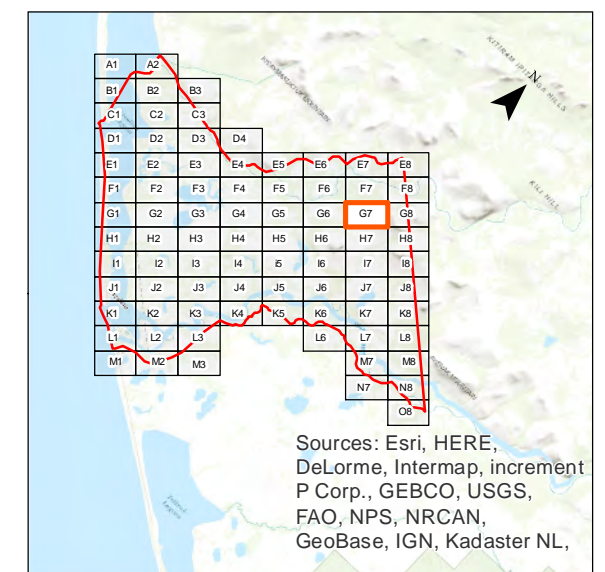 A1 A2
B1 B2 B3
C1 C2 C3
D1 D2 D3 D4
E1 E2 E3 E4 E5 E6 E7 E8
F1 F2 F3 F4 F5 F6 F7 F8
G1 G2 G3 G4 G5 G6 G7 G8
H1 H2 H3 H4 H5 H6 H7 H8
I1 I2 I3 I4 i5 I6 I7 I8
J1 J2 J3 J4 J5 J6 J7 J8
K1 K2 K3 K4 K5 K6 K7 K8
L1 L2 L3 L6 L7 L8
M1 M2 M3 M7 M8
N7 N8
O8
N
HILLS
KILI HILL
Sources: Esri, HERE,
DeLorme, Intermap, increment
P Corp., GEBCO, USGS,
FAO, NPS, NRCAN,
GeoBase, IGN, Kadaster NL,